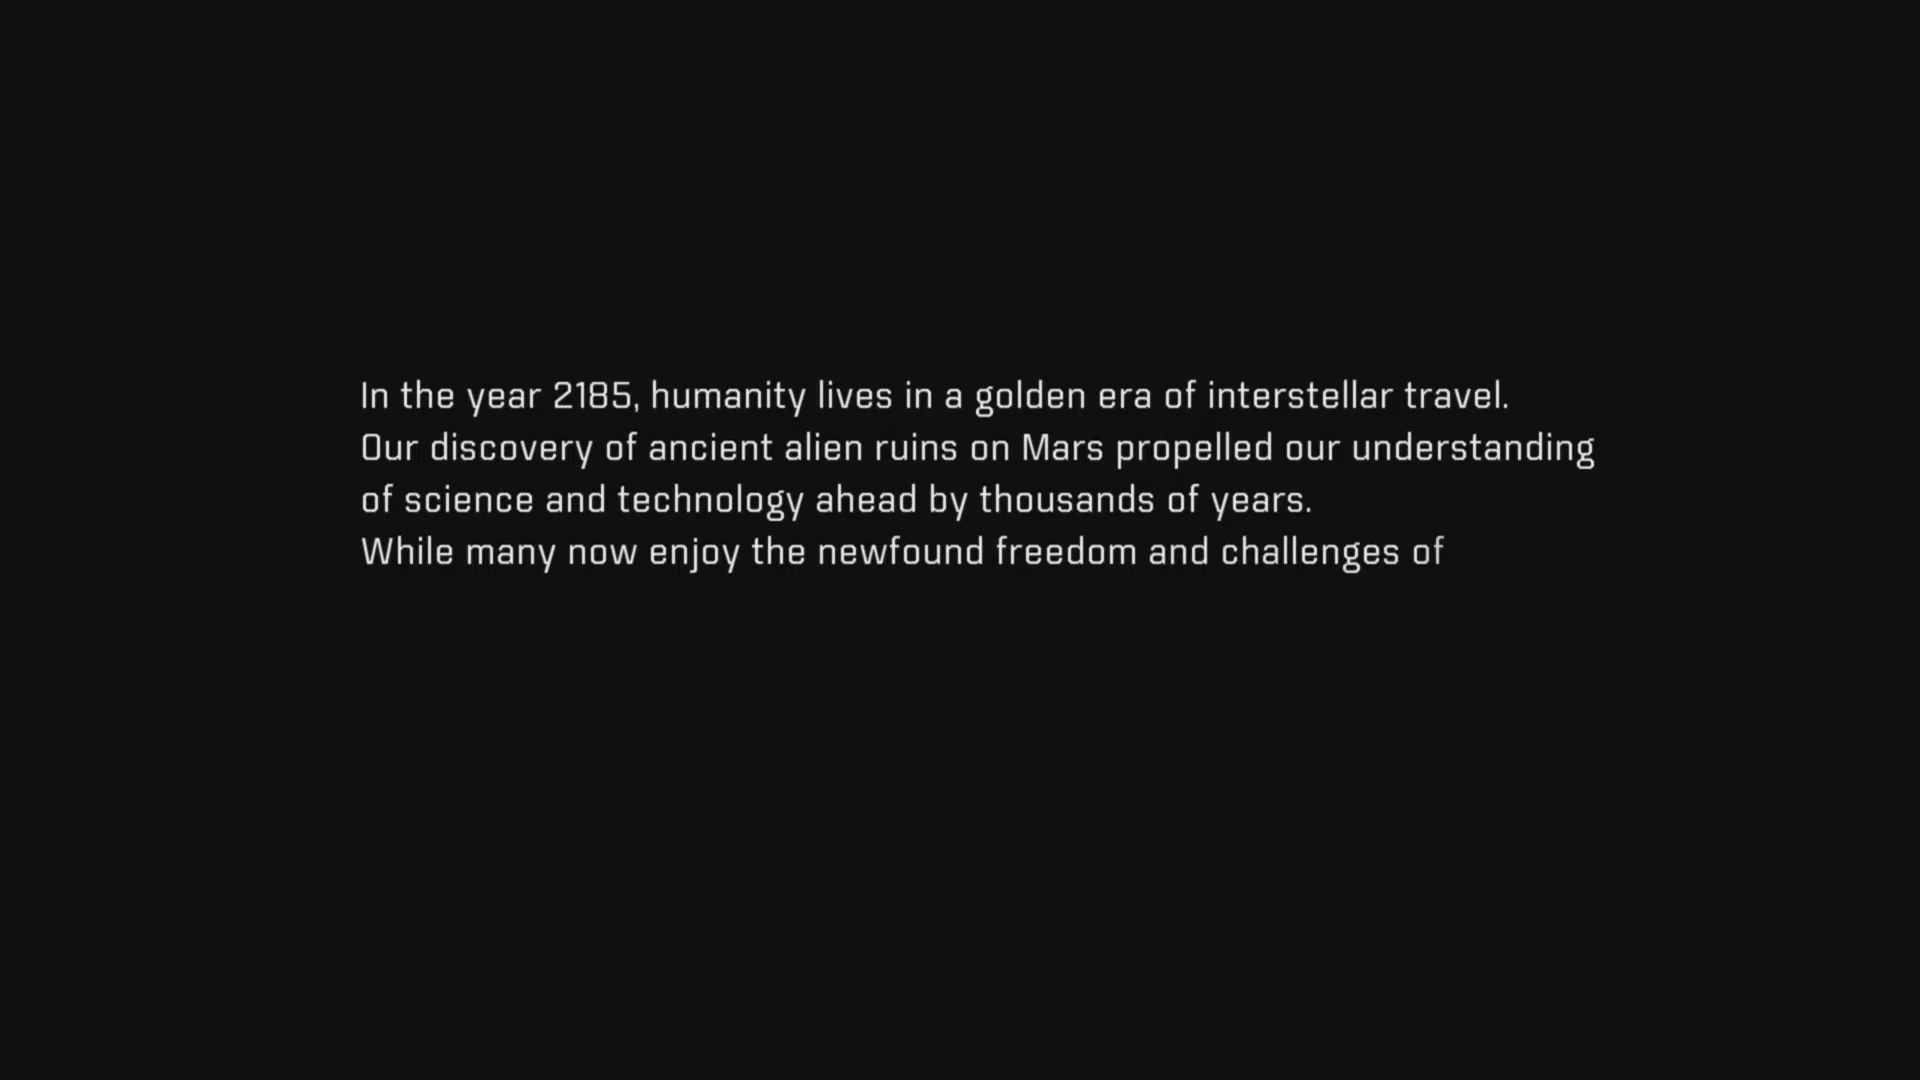 In the year 2185, humanity lives in a golden era of interstellar travel.
Our discovery of ancient alien ruins on Mars propelled our understanding
of science and technology ahead by thousands of years.
While many now enjoy the newfound freedom and challenges of